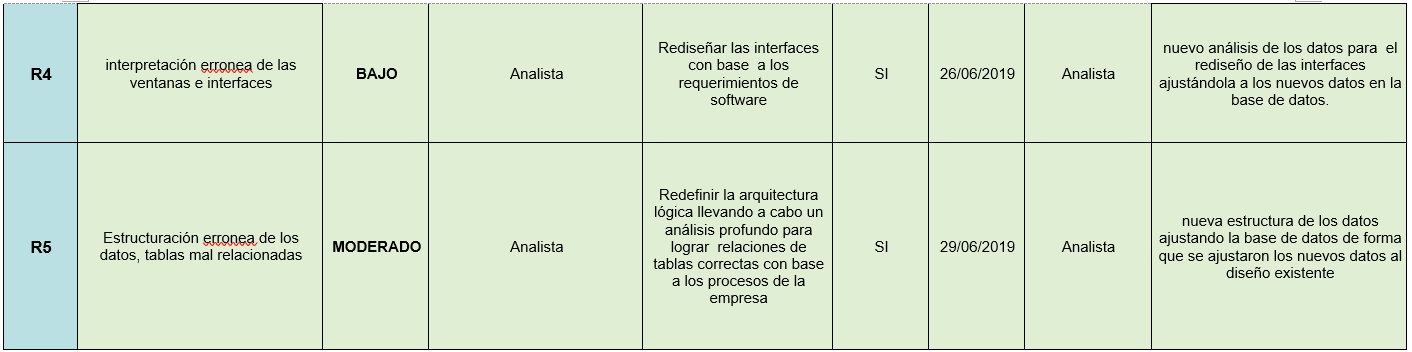 R4
interpretación erronea de las
ventanas e interfaces
BAJO
Analista
Rediseñar las interfaces
con base a los
requerimientos de
software
SI
26/06/2019
Analista
nuevo análisis de los datos para el
rediseño de las interfaces
ajustándola a los nuevos datos en la
base de datos.
R5
Estructuración erronea de los
datos, tablas mal relacionadas
MODERADO
Analista
Redefinir la arquitectura
lógica llevando a cabo un
análisis profundo para
lograr relaciones de
tablas correctas con base
a los procesos de la
empresa
SI
29/06/2019
Analista
nueva estructura de los datos
ajustando la base de datos de forma
que se ajustaron los nuevos datos al
diseño existente